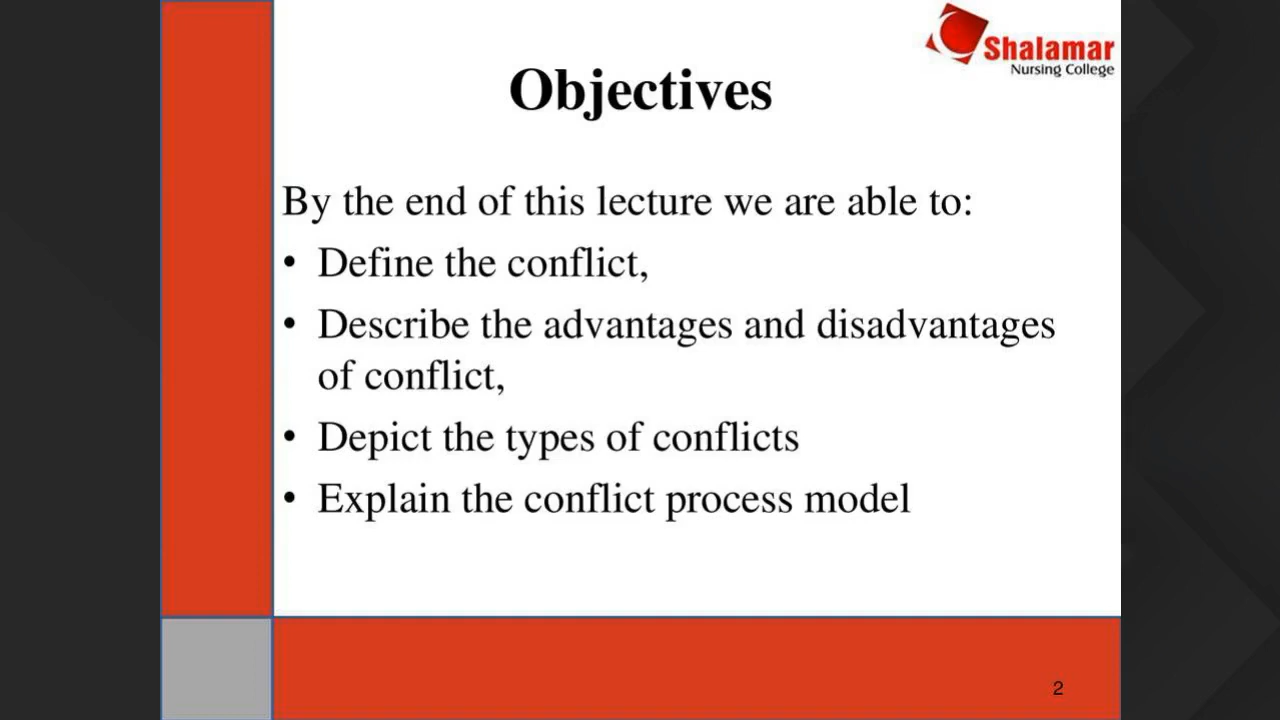 Shalamar
Nursing College
Objectives
By the end of this lecture we are able to:
• Define the conflict,
• Describe the advantages and disadvantages
of conflict,
• Depict the types of conflicts
• Explain the conflict process model
2